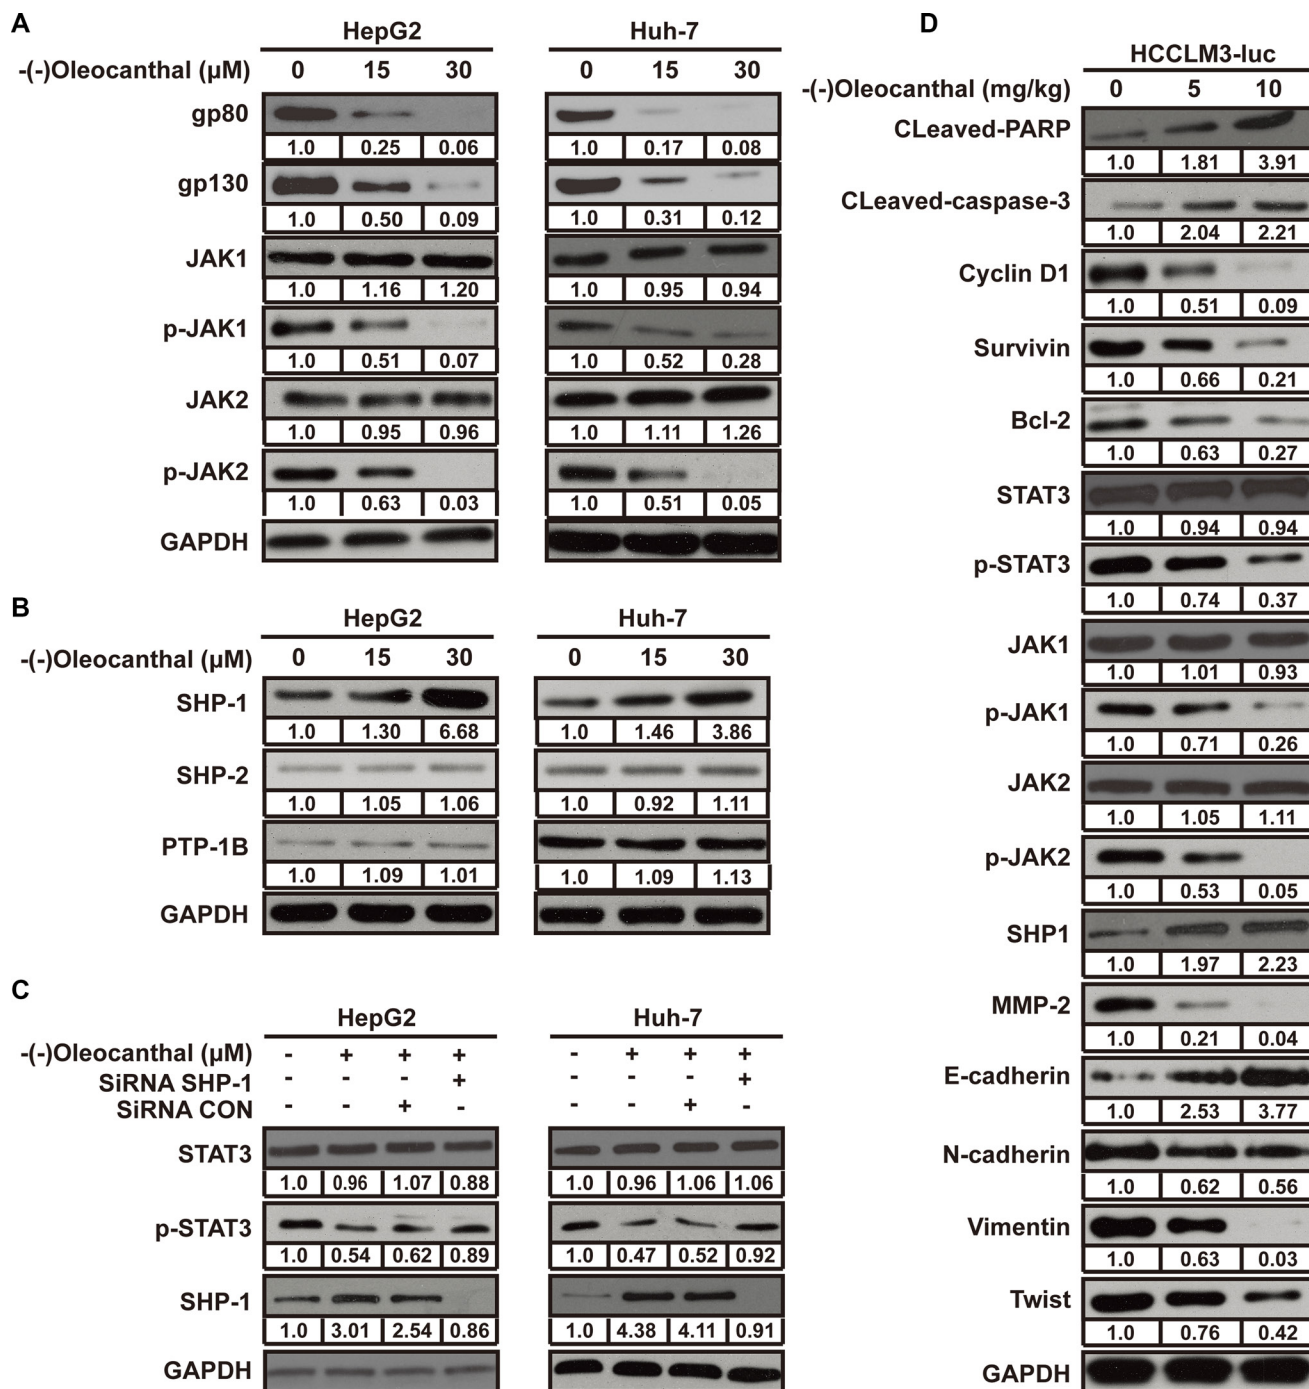 A
HepG2
Huh-7
-(-)Oleocanthal (µM) 0 15 30 0 15 30
gp80
1.0 0.25 0.06 1.0 0.17 0.08
gp130
1.0 0.50 0.09 1.0 0.31 0.12
JAK1
1.0 1.16 1.20 1.0 0.95 0.94
p-JAK1
1.0 0.51 0.07 1.0 0.52 0.28
JAK2
1.0 0.95 0.96 1.0 1.11 1.26
p-JAK2
1.0 0.63 0.03 1.0 0.51 0.05
GAPDH
B
HepG2
Huh-7
-(-)Oleocanthal (µM) 0 15 30 0 15 30
SHP-1
1.0 1.30 6.68 1.0 1.46 3.86
SHP-2
1.0 1.05 1.06 1.0 0.92 1.11
PTP-1B
1.0 1.09 1.01 1.0 1.09 1.13
GAPDH
C
HepG2
Huh-7
-(-)Oleocanthal (µM) - + + + - + + +
SiRNA SHP-1 - - - + - - - +
SiRNA CON - - + - - - + -
STAT3
1.0 0.96 1.07 0.88 1.0 0.96 1.06 1.06
p-STAT3
1.0 0.54 0.62 0.89 1.0 0.47 0.52 0.92
SHP-1
1.0 3.01 2.54 0.86 1.0 4.38 4.11 0.91
GAPDH
D
HCCLM3-luc
-(-)Oleocanthal (mg/kg) 0 5 10
CLeaved-PARP
1.0 1.81 3.91
CLeaved-caspase-3
1.0 2.04 2.21
Cyclin D1
1.0 0.51 0.09
Survivin
1.0 0.66 0.21
Bcl-2
1.0 0.63 0.27
STAT3
1.0 0.94 0.94
p-STAT3
1.0 0.74 0.37
JAK1
1.0 1.01 0.93
p-JAK1
1.0 0.71 0.26
JAK2
1.0 1.05 1.11
p-JAK2
1.0 0.53 0.05
SHP1
1.0 1.97 2.23
MMP-2
1.0 0.21 0.04
E-cadherin
1.0 2.53 3.77
N-cadherin
1.0 0.62 0.56
Vimentin
1.0 0.63 0.03
Twist
1.0 0.76 0.42
GAPDH